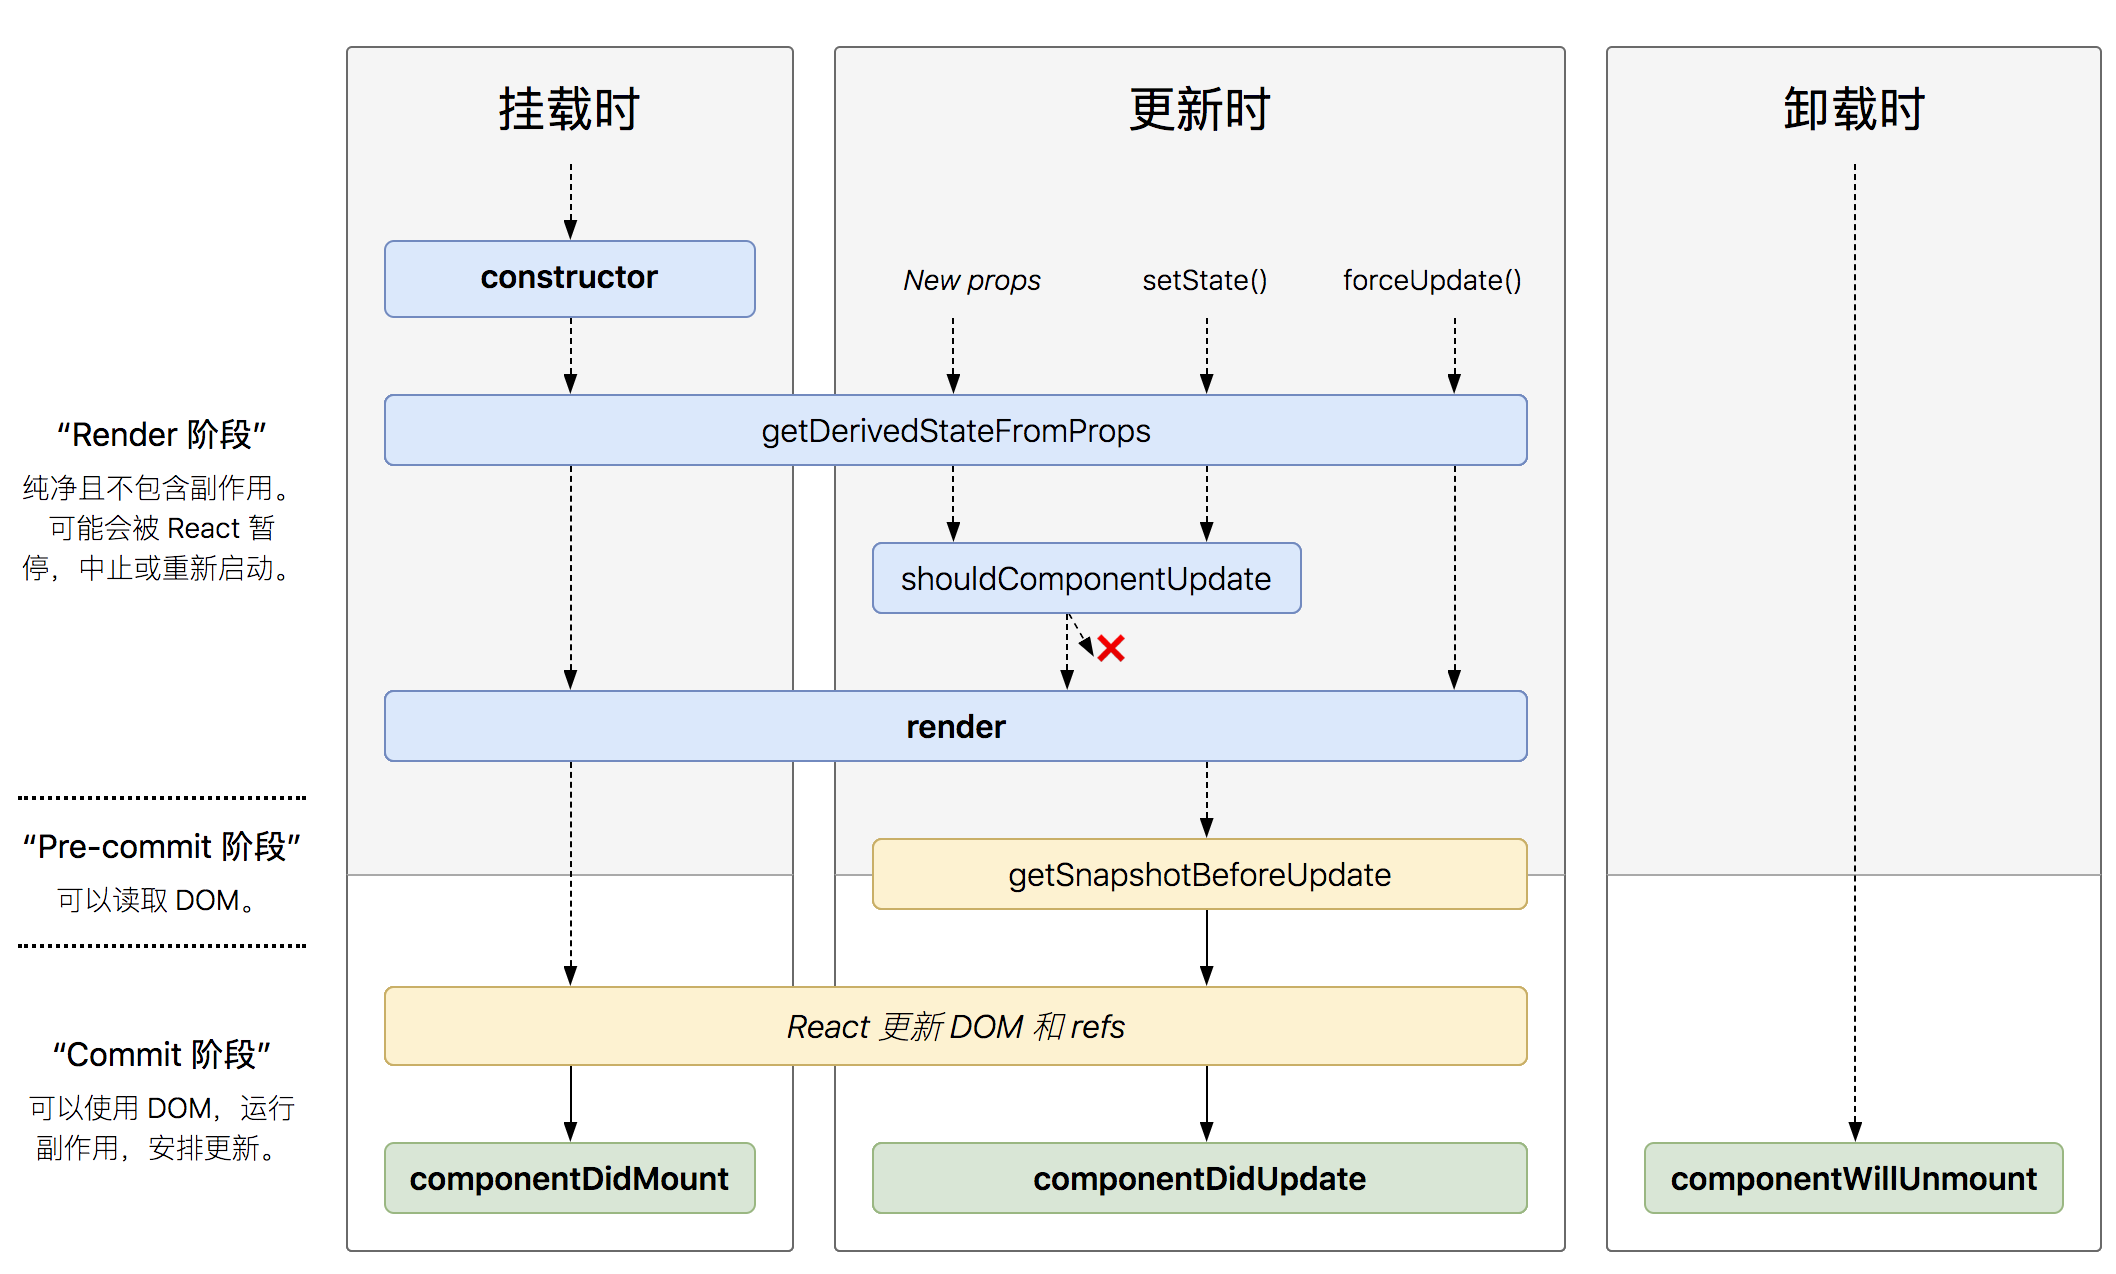 挂载时
更新时
卸载时
constructor
New props
setState()
forceUpdate()
getDerivedStateFromProps
“Render 阶段”
纯净且不包含副作用。
可能会被 React 暂
停，中止或重新启动。
shouldComponentUpdate
render
“Pre-commit 阶段”
可以读取 DOM。
getSnapshotBeforeUpdate
React 更新 DOM 和 refs
“Commit 阶段”
可以使用 DOM，运行
副作用，安排更新。
componentDidMount
componentDidUpdate
componentWillUnmount